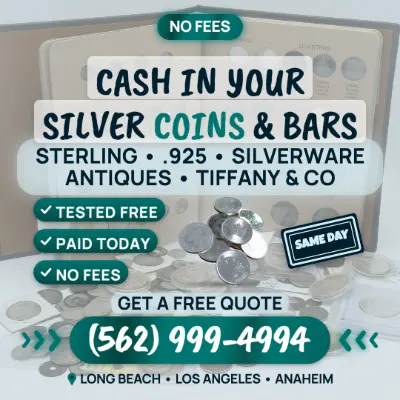 NO FEES
QUARTERS
CASH IN YOUR
SILVER COINS & BARS
STERLING • .925 • SILVERWARE
ANTIQUES • TIFFANY & CO
TESTED FREE
PAID TODAY
NO FEES
SAME DAY
GET A FREE QUOTE
(562) 999-4994
LONG BEACH • LOS ANGELES • ANAHEIM